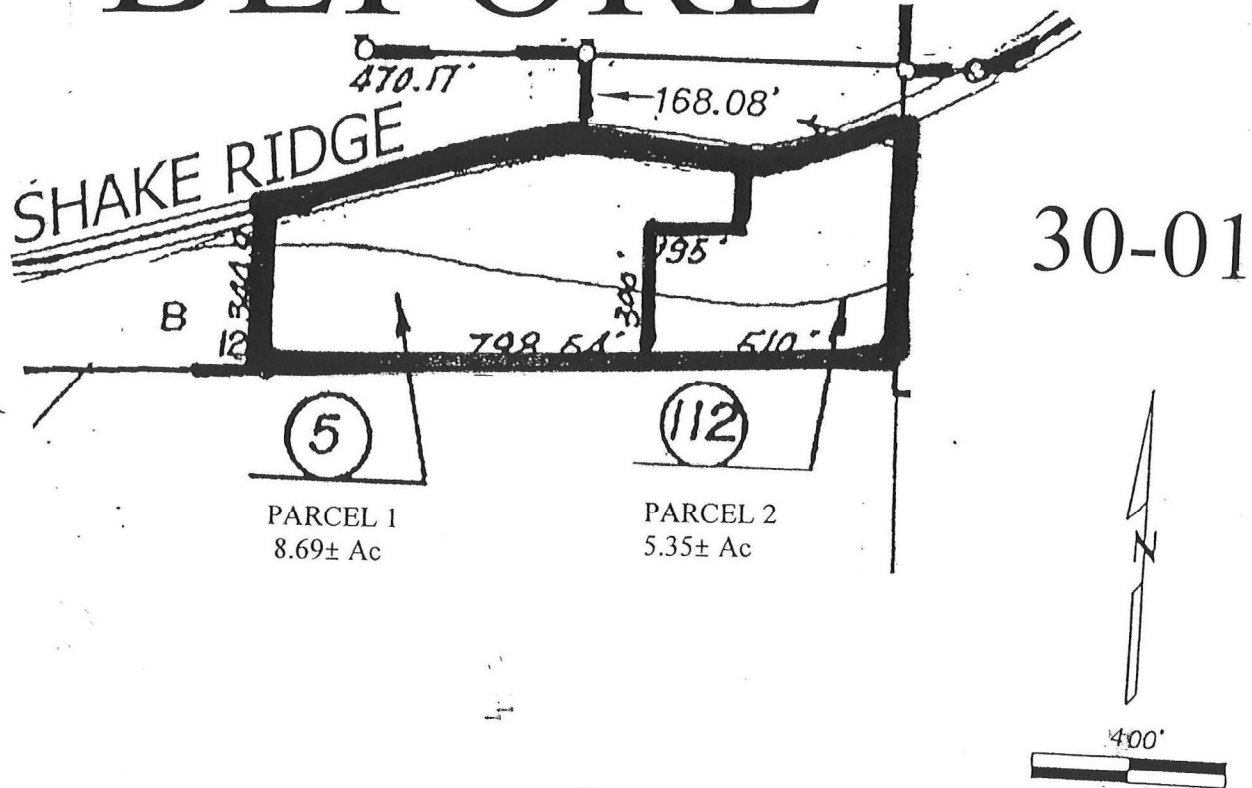 BEFORE
470.17'
168.08'
SHAKE RIDGE
30-01
195'
300'
B
12
798.64'
510'
5
112
PARCEL 1
8.69± Ac
PARCEL 2
5.35± Ac
N
400'